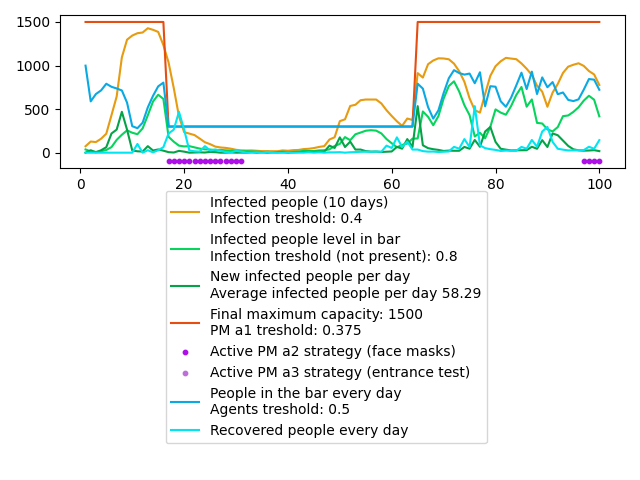 1500
1000
500
0
0 20 40 60 80 100
Infected people (10 days)
Infection treshold: 0.4
Infected people level in bar
Infection treshold (not present): 0.8
New infected people per day
Average infected people per day 58.29
Final maximum capacity: 1500
PM a1 treshold: 0.375
Active PM a2 strategy (face masks)
Active PM a3 strategy (entrance test)
People in the bar every day
Agents treshold: 0.5
Recovered people every day